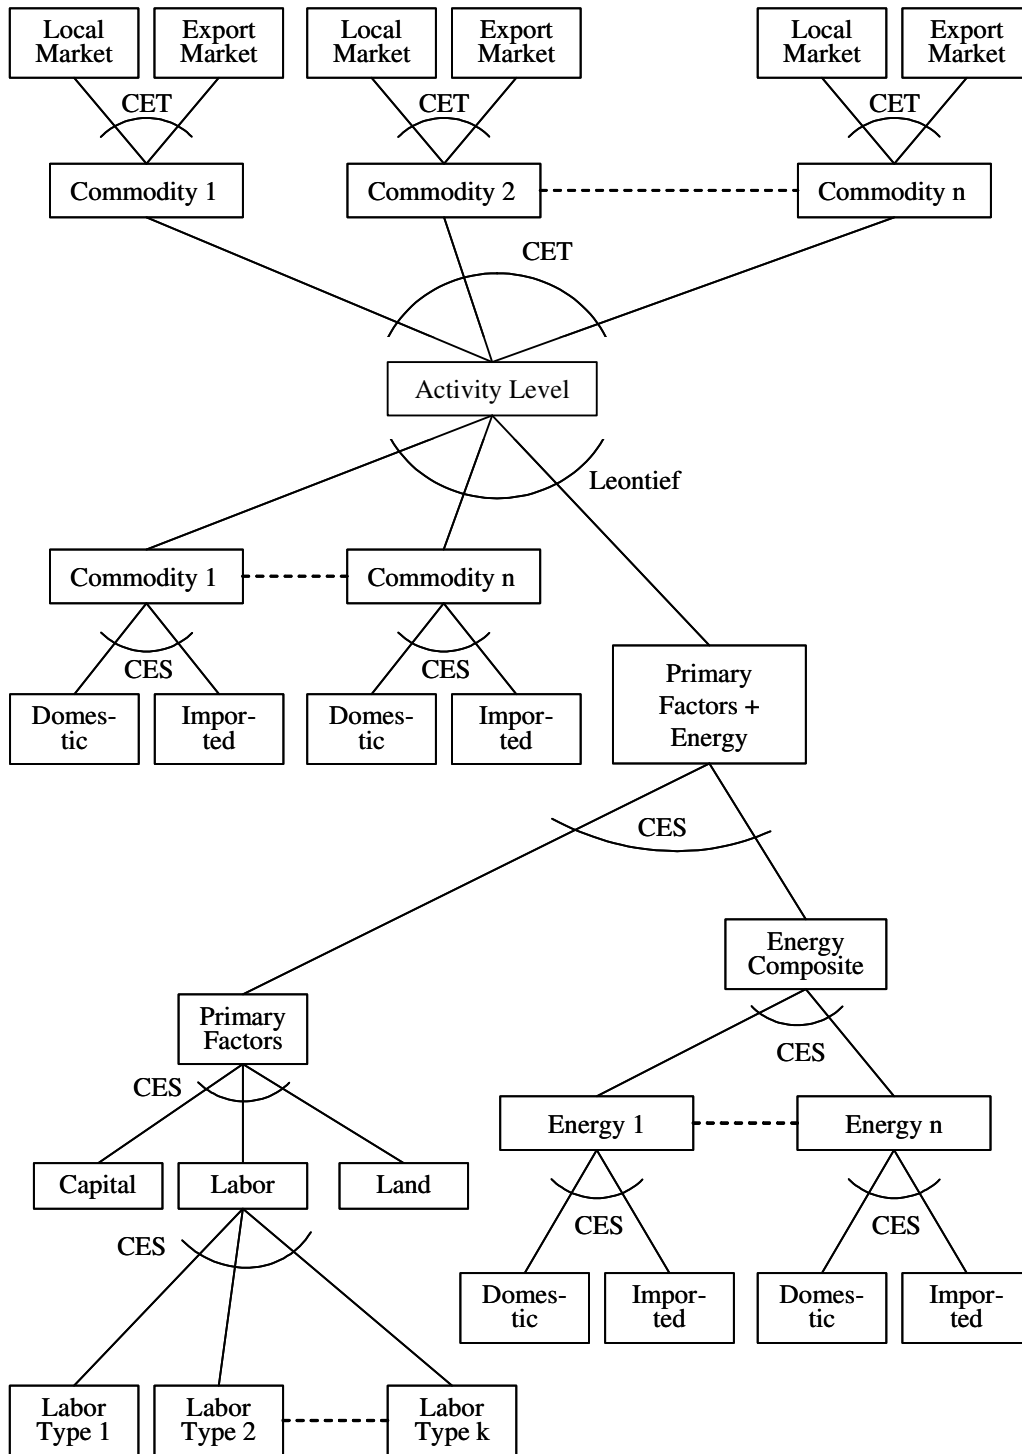 Local
Market
Export
Market
Local
Market
Export
Market
Local
Market
Export
Market
CET
CET
CET
Commodity 1
Commodity 2
Commodity n
CET
Activity Level
Leontief
Commodity 1
Commodity n
CES
CES
Domes-
tic
Impor-
ted
Domes-
tic
Impor-
ted
Primary
Factors +
Energy
CES
Energy
Composite
Primary
Factors
CES
CES
Energy 1
Energy n
Capital
Labor
Land
CES
CES
CES
Domes-
tic
Impor-
ted
Domes-
tic
Impor-
ted
Labor
Type 1
Labor
Type 2
Labor
Type k